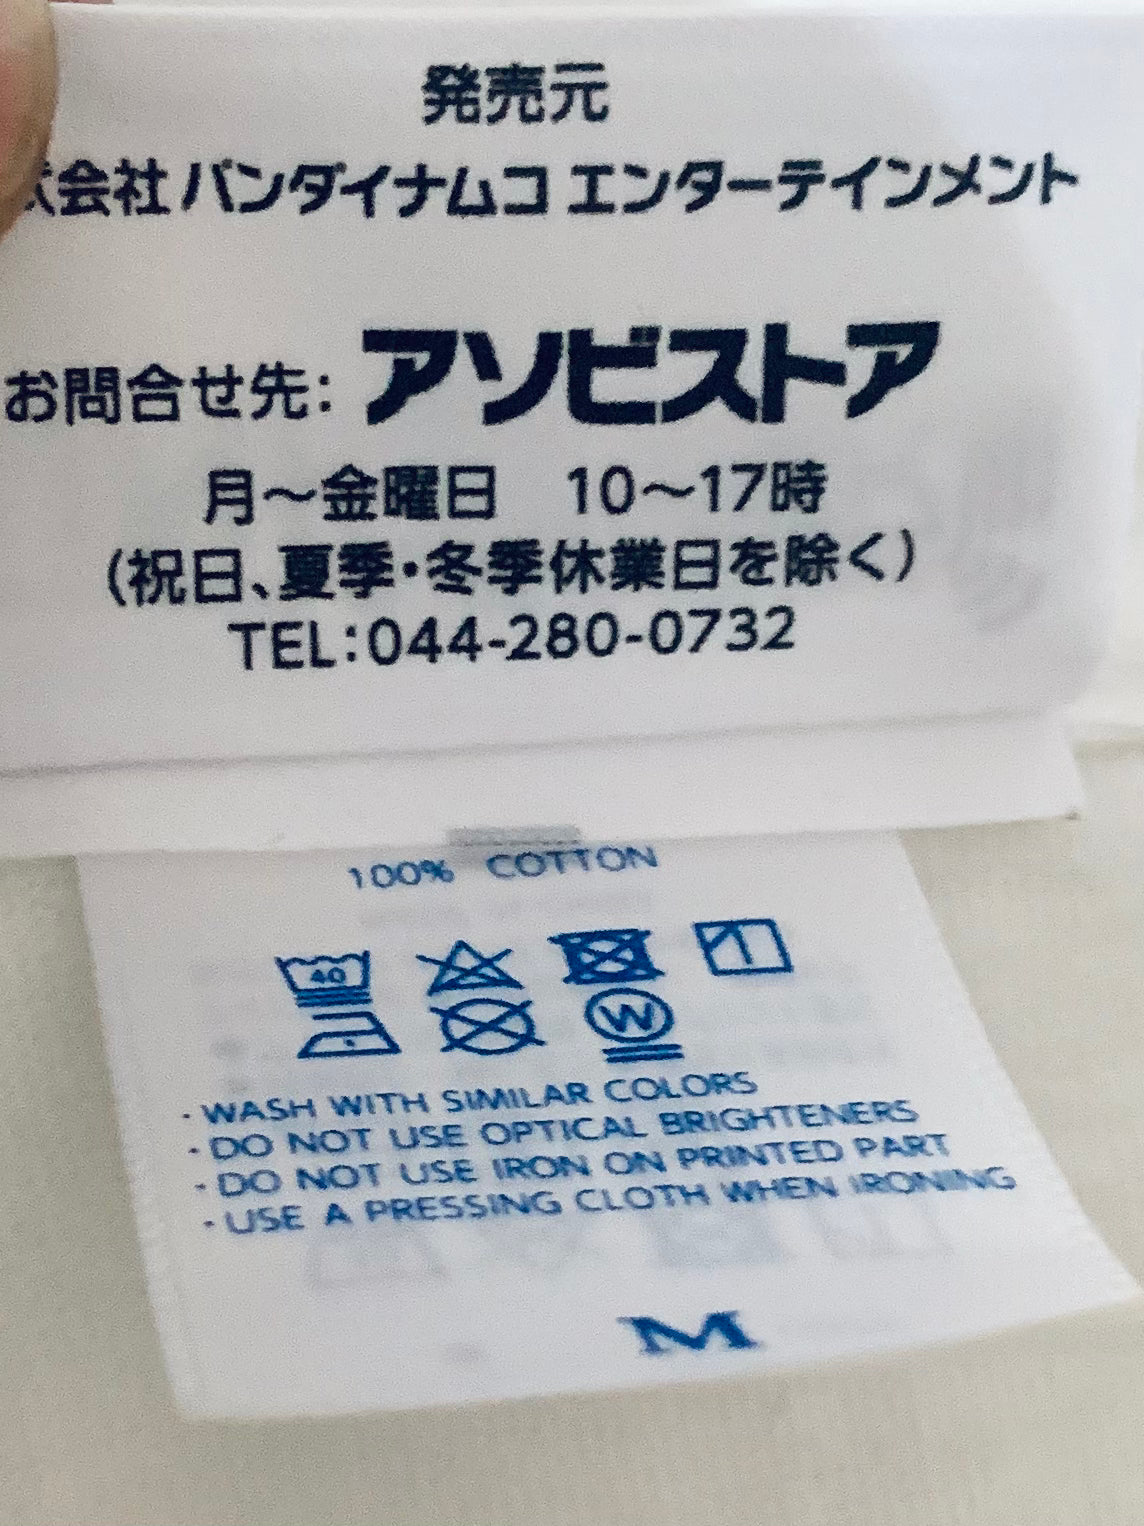 発売元
会社 バンダイナムコ エンターテインメント
お問合せ先: アソビストア
月～金曜日 10～17時
(祝日、夏季・冬季休業日を除く)
TEL:044-280-0732
100% COTTON
40
W
・WASH WITH SIMILAR COLORS
・DO NOT USE OPTICAL BRIGHTENERS
・DO NOT USE IRON ON PRINTED PART
・USE A PRESSING CLOTH WHEN IRONING
M